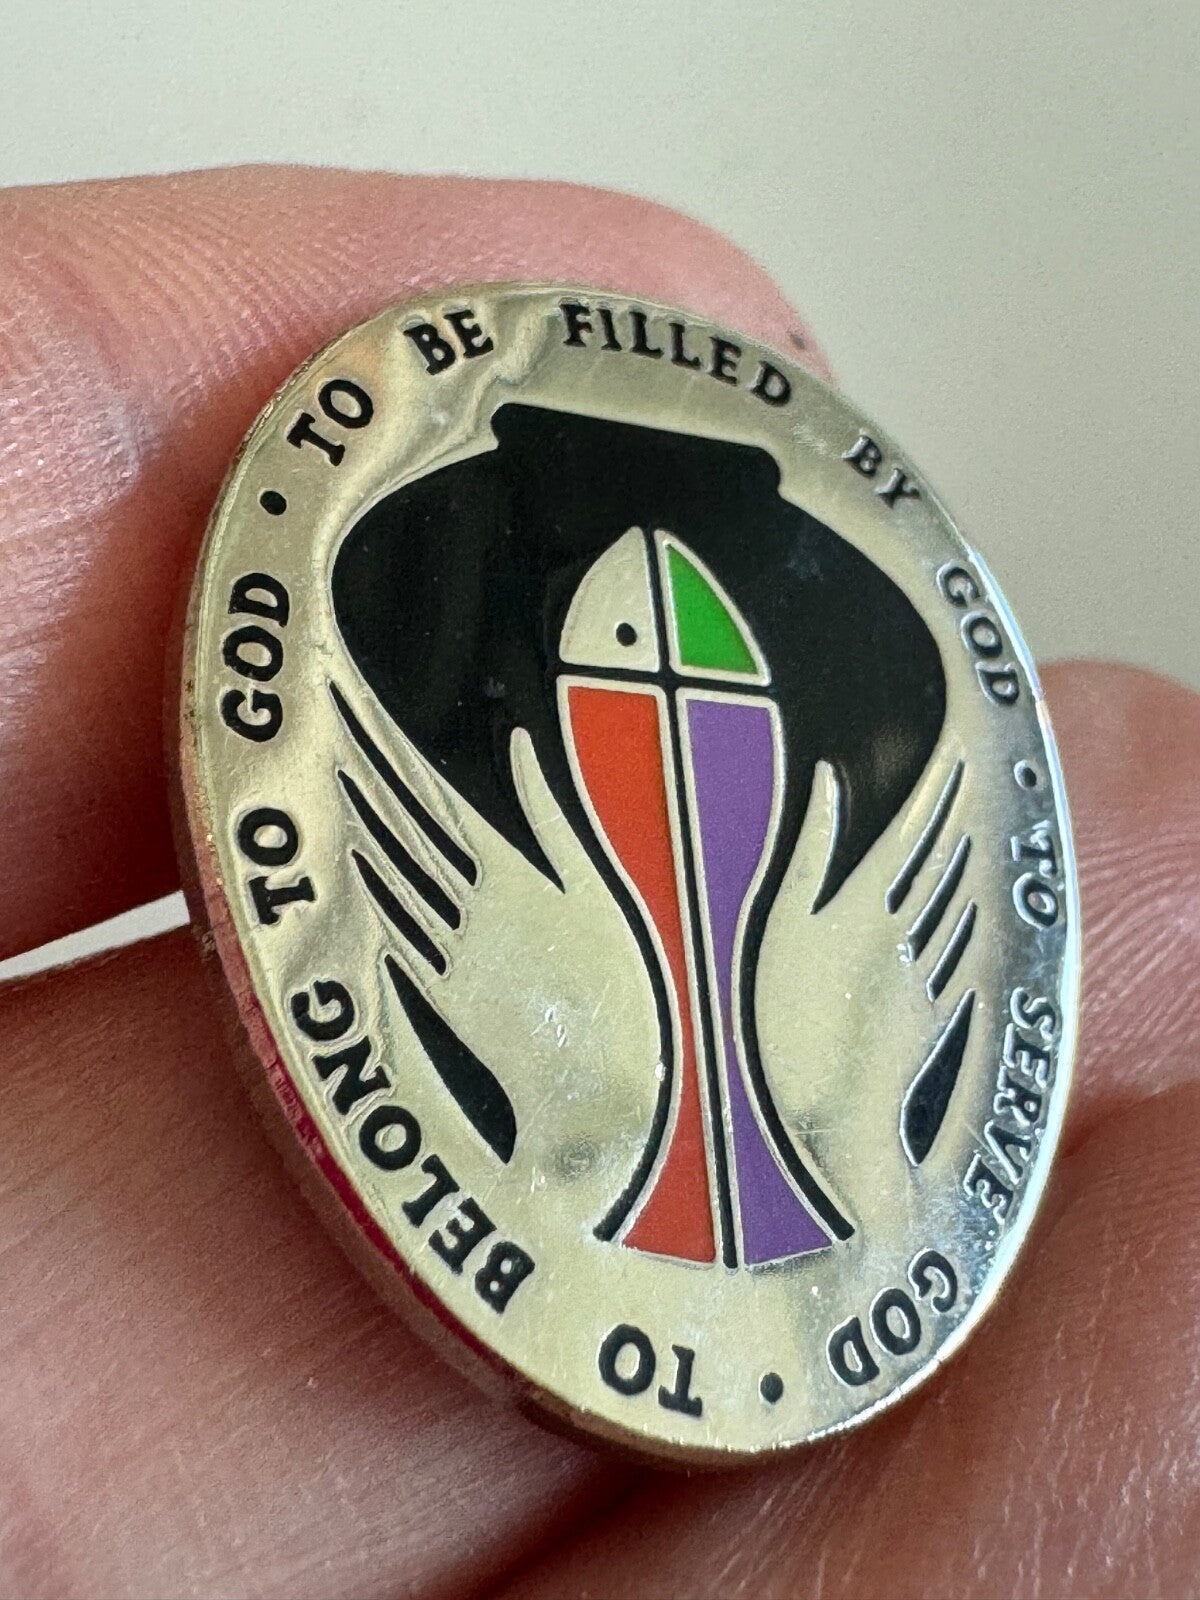 TO BELONG TO GOD · TO BE FILLED BY GOD · TO SERVE GOD ·